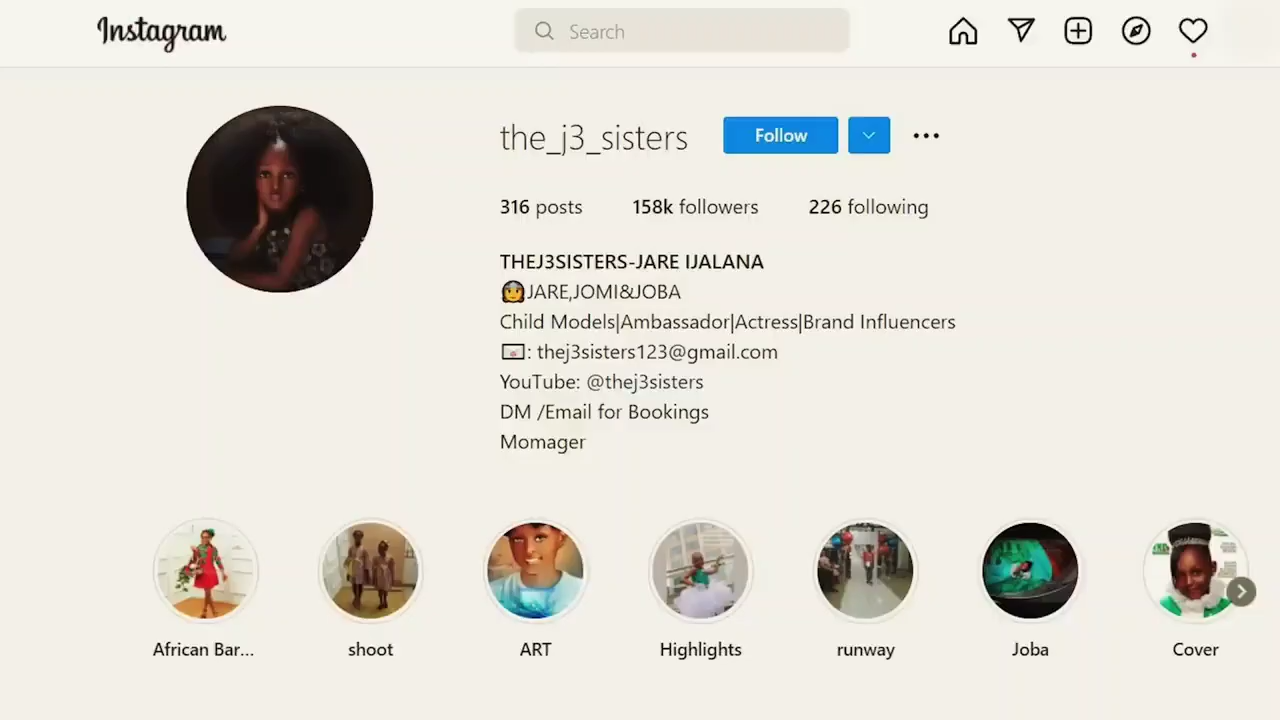 Instagram
Search
the_j3_sisters
Follow
316 posts 158k followers 226 following
THEJ3SISTERS-JARE IJALANA
JARE,JOMI&JOBA
Child Models|Ambassador|Actress|Brand Influencers
: thej3sisters123@gmail.com
YouTube: @thej3sisters
DM /Email for Bookings
Momager
African Bar... shoot ART Highlights runway Joba Cover